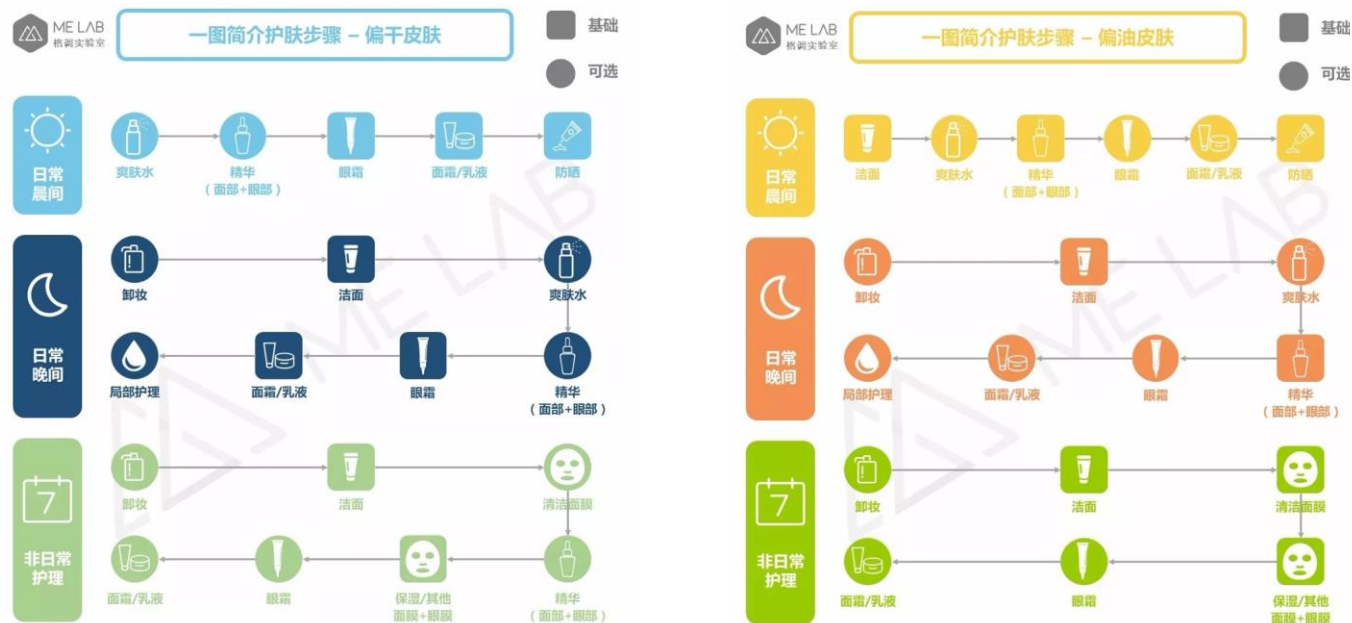 ME LAB
格调实验室
一图简介护肤步骤 – 偏干皮肤
基础
可选
日常
晨间
爽肤水
精华
(面部+眼部)
眼霜
面霜/乳液
防晒
日常
晚间
卸妆
洁面
爽肤水
局部护理
面霜/乳液
眼霜
精华
(面部+眼部)
7
非日常
护理
卸妆
洁面
清洁面膜
面霜/乳液
眼霜
保湿/其他
面膜+眼膜
精华
(面部+眼部)
ME LAB
ME LAB
格调实验室
一图简介护肤步骤 – 偏油皮肤
基础
可选
日常
晨间
洁面
爽肤水
精华
(面部+眼部)
眼霜
面霜/乳液
防晒
日常
晚间
卸妆
洁面
爽肤水
局部护理
面霜/乳液
眼霜
精华
(面部+眼部)
7
非日常
护理
卸妆
洁面
清洁面膜
面霜/乳液
眼霜
保湿/其他
面膜+眼膜
ME LAB